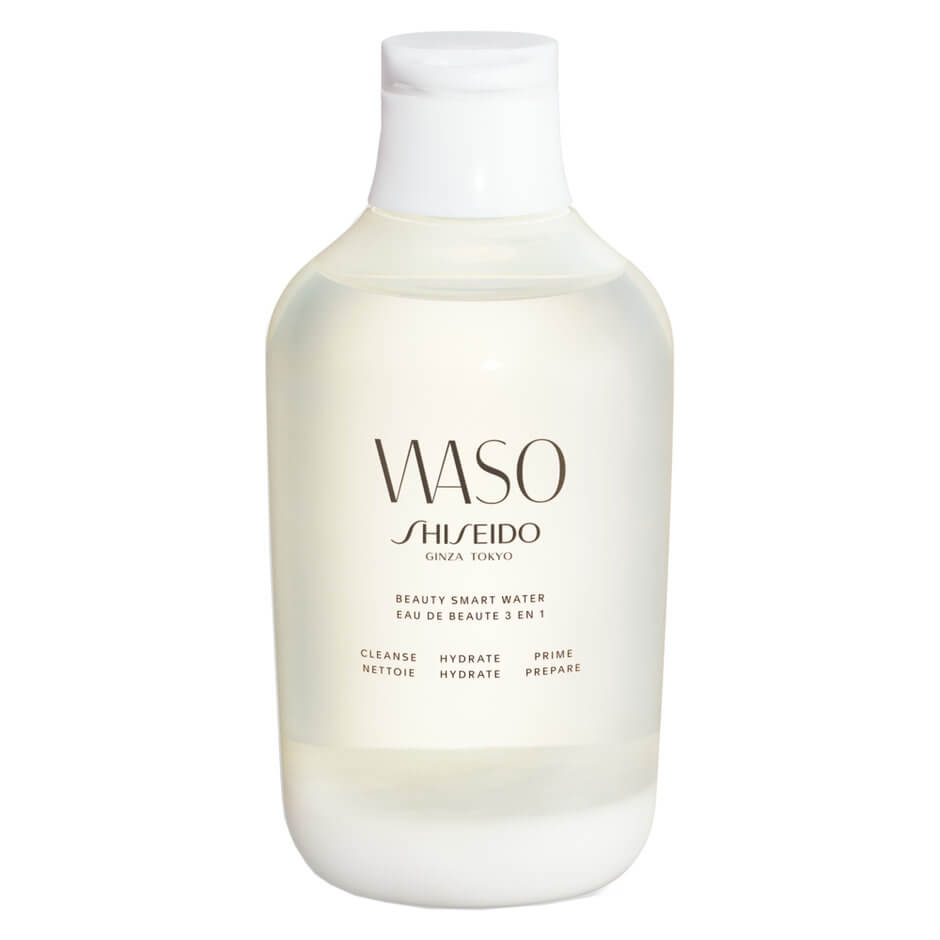 WASO
SHISEIDO
GINZA TOKYO
BEAUTY SMART WATER
EAU DE BEAUTE 3 EN 1
CLEANSE HYDRATE PRIME
NETTOIE HYDRATE PREPARE